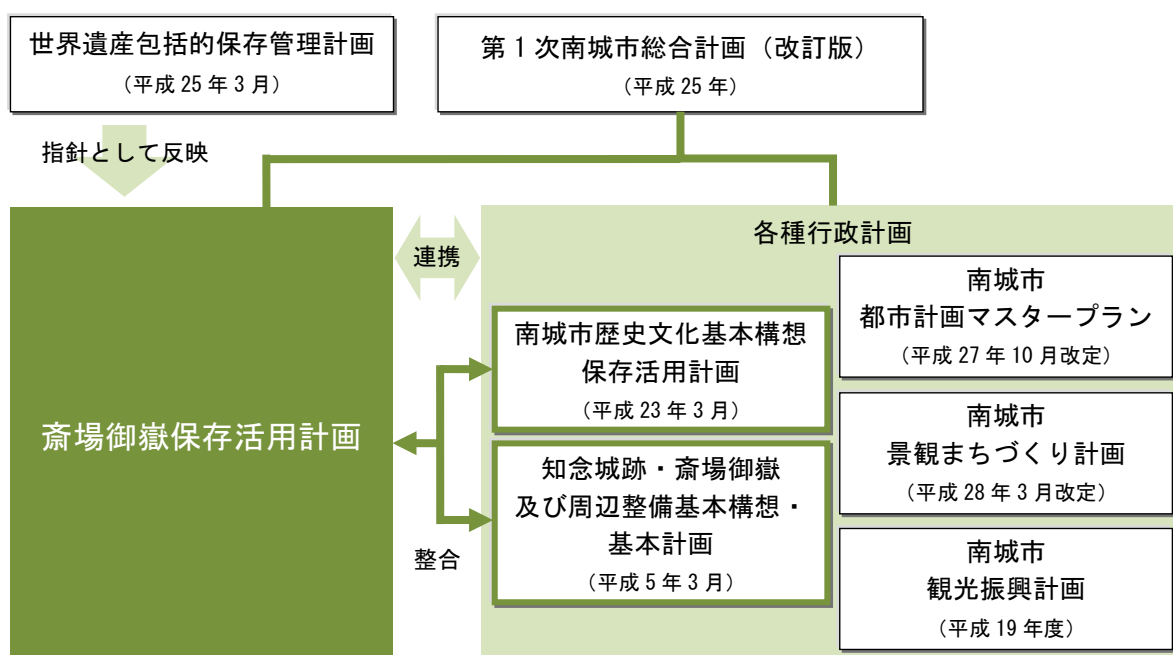 世界遺産包括的保存管理計画
（平成 25 年 3 月）
第 1 次南城市総合計画（改訂版）
（平成 25 年）
指針として反映
斎場御嶽保存活用計画
連携
整合
各種行政計画
南城市歴史文化基本構想
保存活用計画
（平成 23 年 3 月）
知念城跡・斎場御嶽
及び周辺整備基本構想・
基本計画
（平成 5 年 3 月）
南城市
都市計画マスタープラン
（平成 27 年 10 月改定）
南城市
景観まちづくり計画
（平成 28 年 3 月改定）
南城市
観光振興計画
（平成 19 年度）